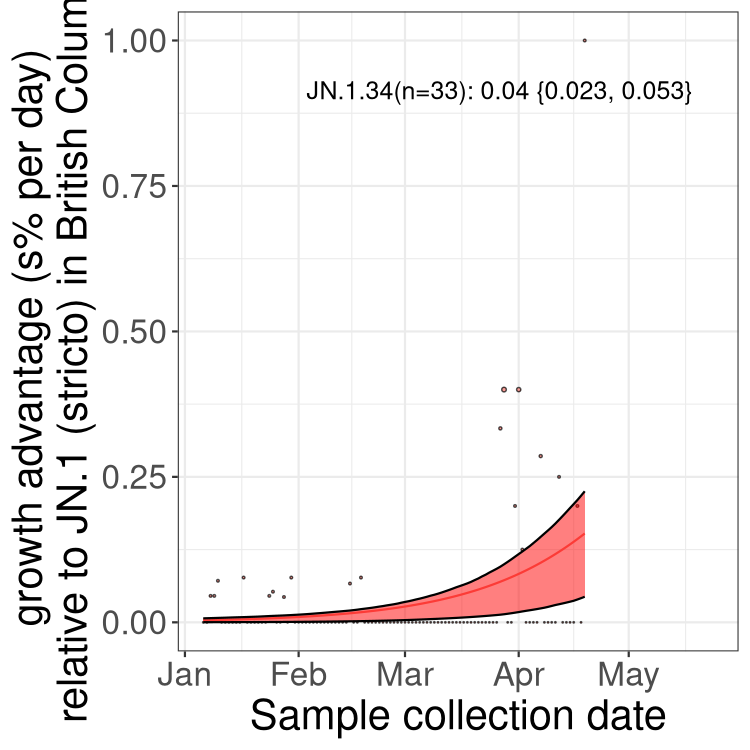 growth advantage (s% per day)
relative to JN.1 (stricto) in British Colum
1.00
0.75
0.50
0.25
0.00
JN.1.34(n=33): 0.04 {0.023, 0.053}
Jan Feb Mar Apr May
Sample collection date